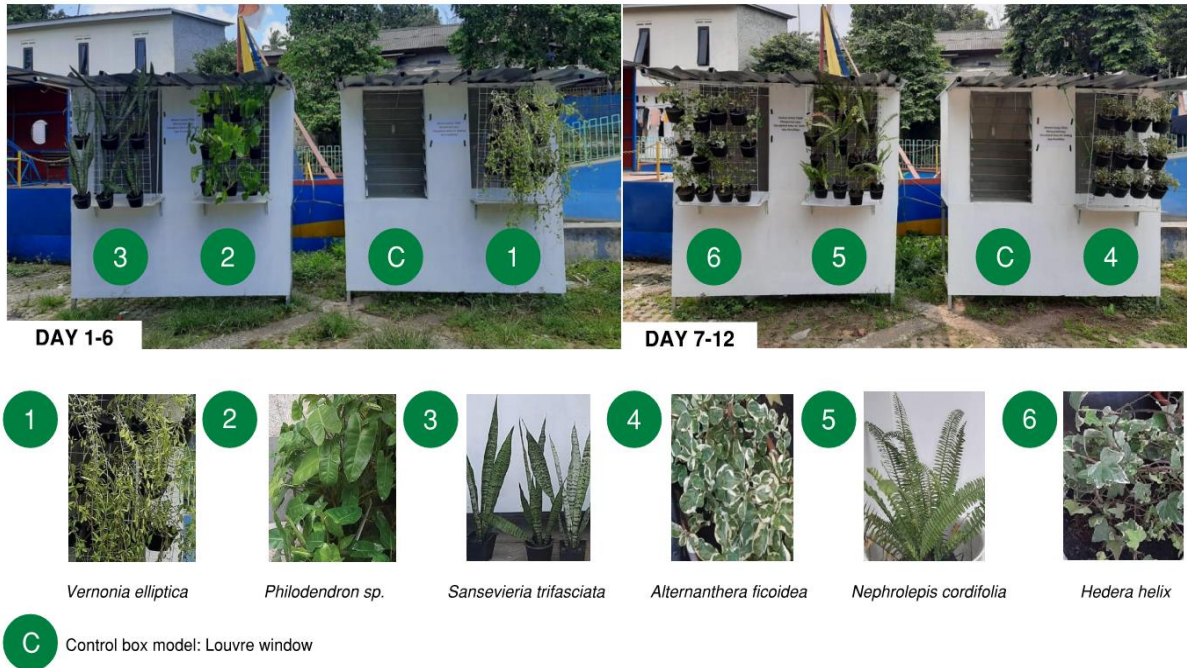 3
2
C
1
6
5
C
4
DAY 1-6
DAY 7-12
1
2
3
4
5
6
Vernonia elliptica
Philodendron sp.
Sansevieria trifasciata
Alternanthera ficoidea
Nephrolepis cordifolia
Hedera helix
C
Control box model: Louvre window